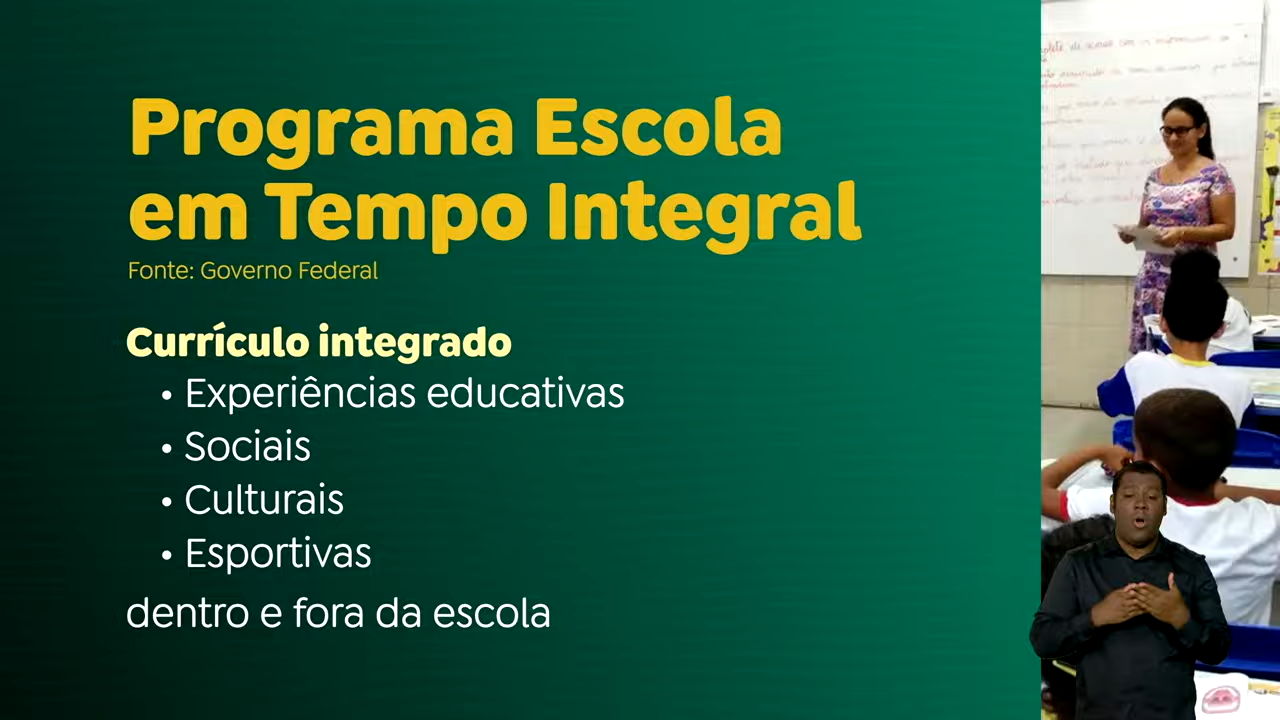 Programa Escola
em Tempo Integral
Fonte: Governo Federal
Currículo integrado
• Experiências educativas
• Sociais
• Culturais
• Esportivas
dentro e fora da escola